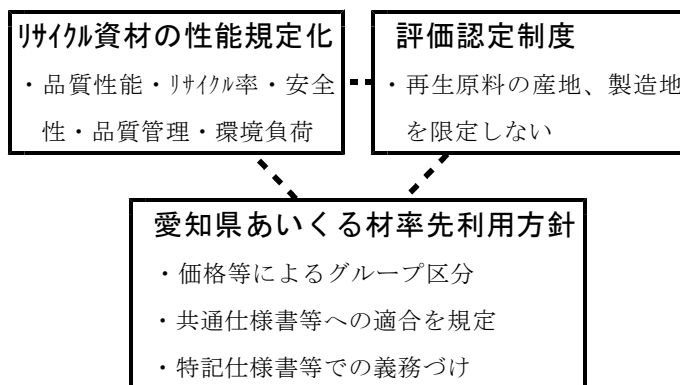 ﾘｻｲｸﾙ資材の性能規定化
・品質性能・ﾘｻｲｸﾙ率・安全
性・品質管理・環境負荷
評価認定制度
・再生原料の産地、製造地
を限定しない
愛知県あいくる材率先利用方針
・価格等によるグループ区分
・共通仕様書等への適合を規定
・特記仕様書等での義務づけ